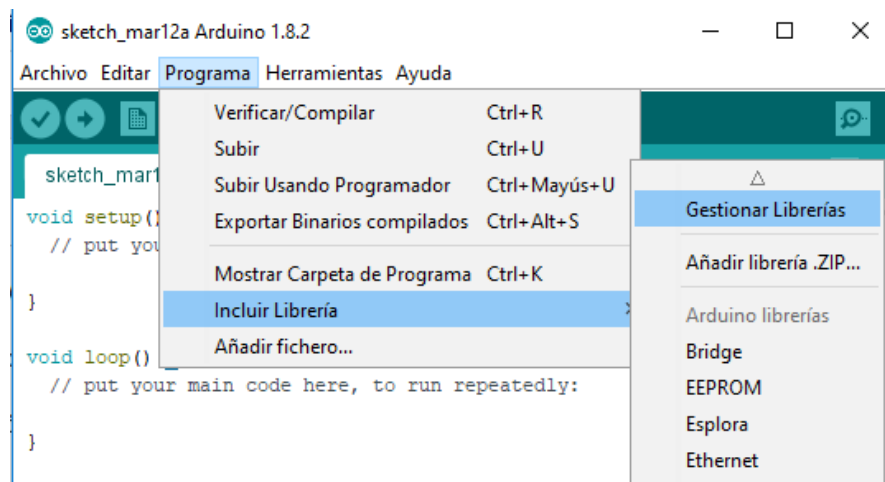 sketch_mar12a Arduino 1.8.2
Archivo Editar Programa Herramientas Ayuda
Verificar/Compilar Ctrl+R
Subir Ctrl+U
Subir Usando Programador Ctrl+Mayús+U
Exportar Binarios compilados Ctrl+Alt+S
Mostrar Carpeta de Programa Ctrl+K
Incluir Librería
Añadir fichero...
Gestionar Librerías
Añadir librería .ZIP...
Arduino librerías
Bridge
EEPROM
Esplora
Ethernet
sketch_mar1
void setup()
// put you
}
void loop()
// put your main code here, to run repeatedly:
}